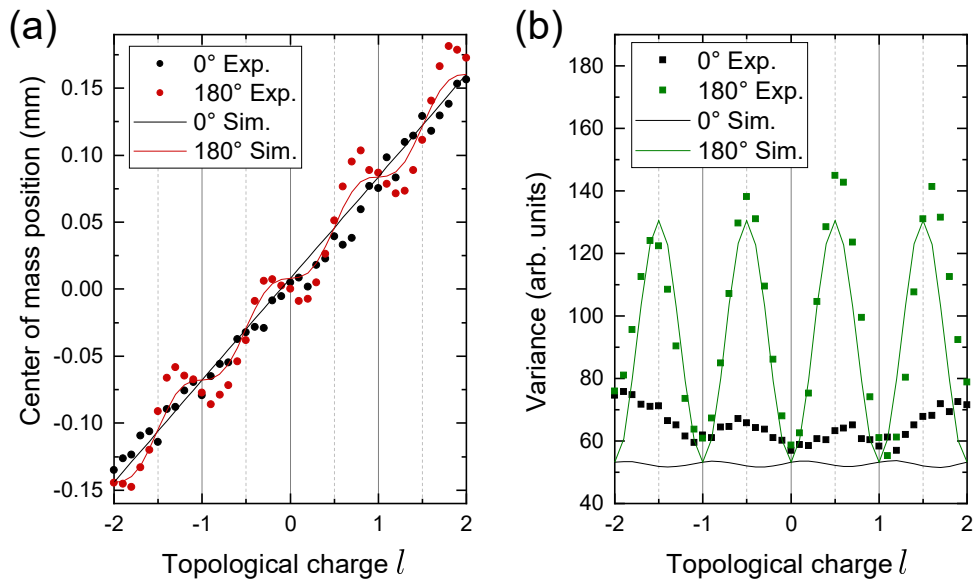 (a)
0° Exp.
180° Exp.
0° Sim.
180° Sim.
Center of mass position (mm)
0.15
0.10
0.05
0.00
-0.05
-0.10
-0.15
-2 -1 0 1 2
Topological charge l
(b)
0° Exp.
180° Exp.
0° Sim.
180° Sim.
Variance (arb. units)
180
160
140
120
100
80
60
40
-2 -1 0 1 2
Topological charge l